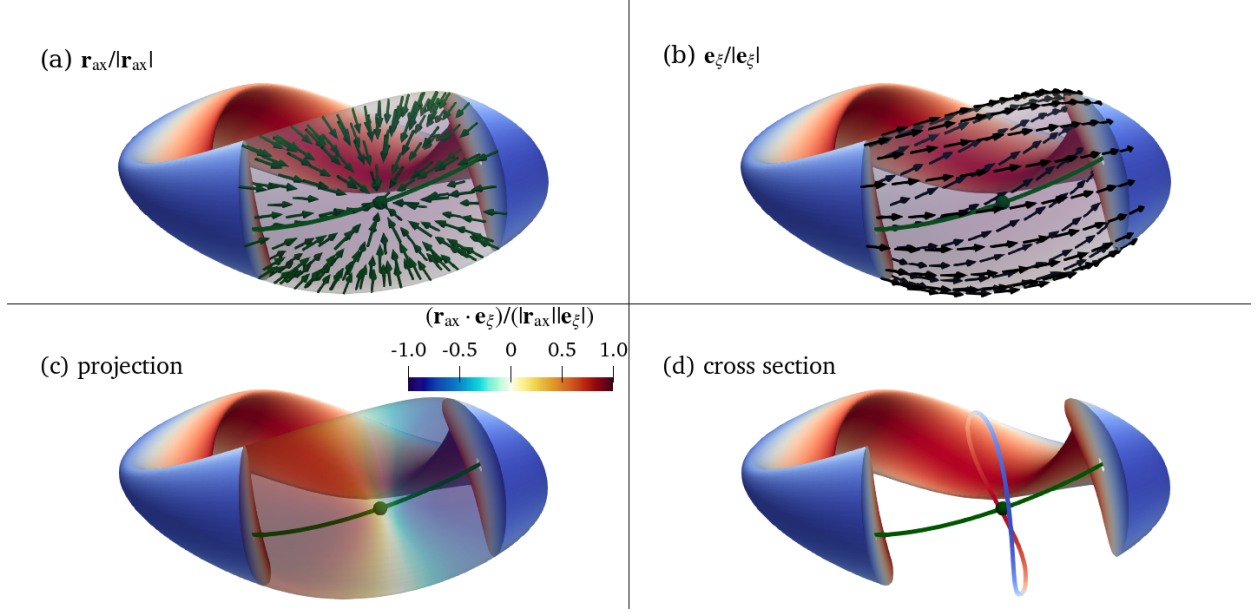 (a) r_ax/|r_ax|
(b) e_ξ/|e_ξ|
(r_ax · e_ξ)/(|r_ax||e_ξ|)
-1.0 -0.5 0 0.5 1.0
(c) projection
(d) cross section